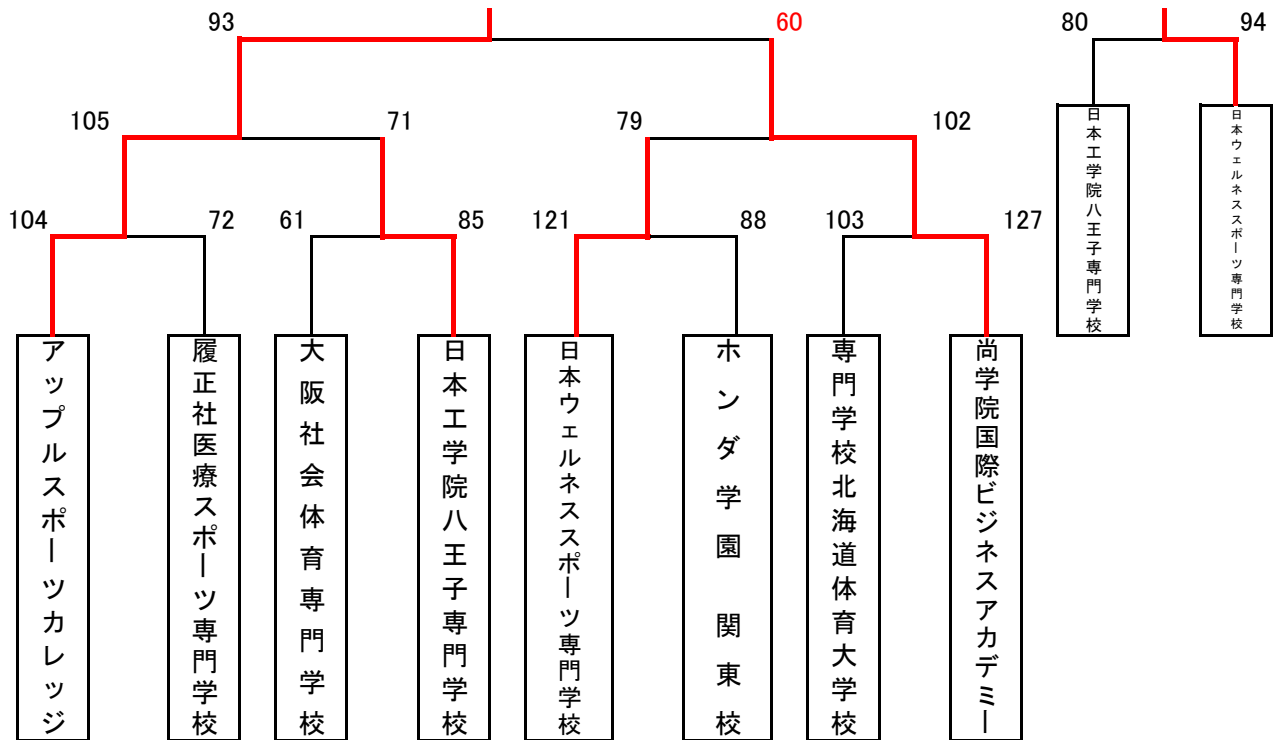 93
60
80
94
105
71
79
102
104
72
61
85
121
88
103
127
日本工学院八王子専門学校
日本ウェルネススポーツ専門学校
アップルスポーツカレッジ
履正社医療スポーツ専門学校
大阪社会体育専門学校
日本工学院八王子専門学校
日本ウェルネススポーツ専門学校
ホンダ学園 関東校
専門学校北海道体育大学校
尚学院国際ビジネスアカデミー